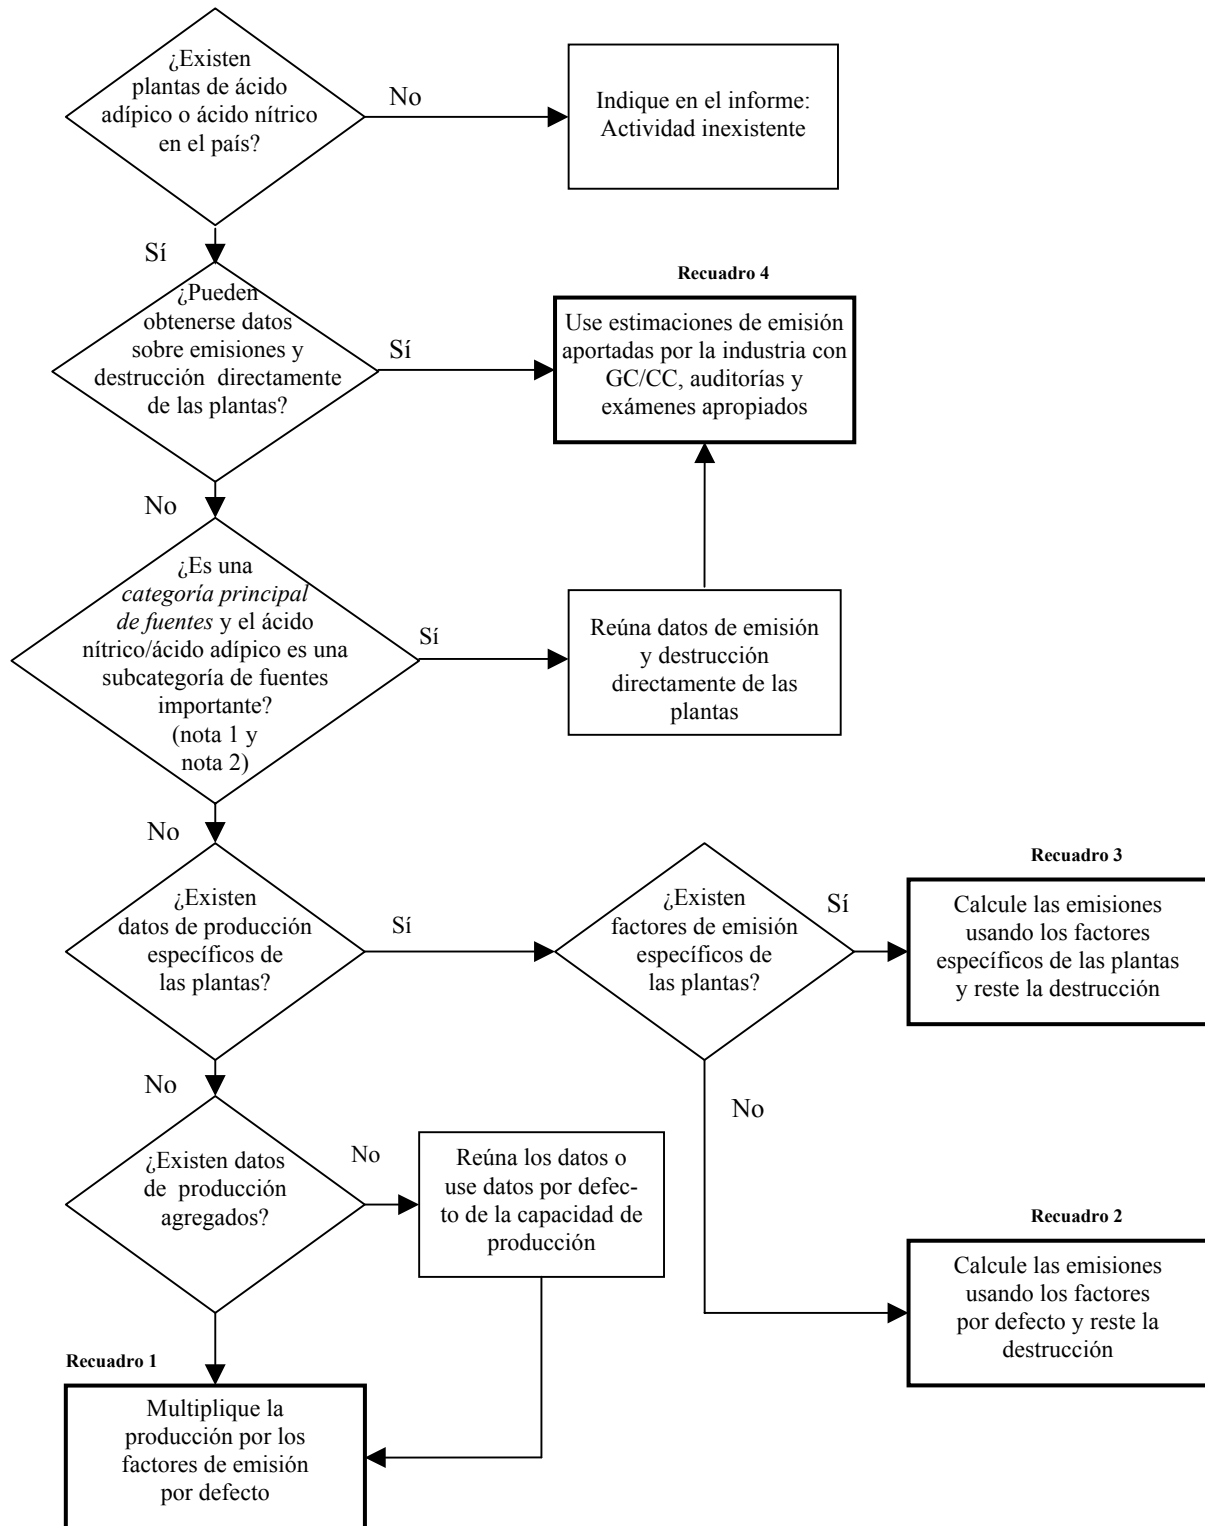 ¿Existen
plantas de ácido
adípico o ácido nítrico
en el país?
No
Indique en el informe:
Actividad inexistente
Sí
¿Pueden
obtenerse datos
sobre emisiones y
destrucción directamente
de las plantas?
Sí
Recuadro 4
Use estimaciones de emisión
aportadas por la industria con
GC/CC, auditorías y
exámenes apropiados
No
¿Es una
categoría principal
de fuentes y el ácido
nítrico/ácido adípico es una
subcategoría de fuentes
importante?
(nota 1 y
nota 2)
Sí
Reúna datos de emisión
y destrucción
directamente de las
plantas
No
¿Existen
datos de producción
específicos de
las plantas?
Sí
¿Existen
factores de emisión
específicos de
las plantas?
Sí
Recuadro 3
Calcule las emisiones
usando los factores
específicos de las plantas
y reste la destrucción
No
No
¿Existen datos
de producción
agregados?
No
Reúna los datos o
use datos por defec-
to de la capacidad de
producción
Recuadro 2
Calcule las emisiones
usando los factores
por defecto y reste la
destrucción
Recuadro 1
Multiplique la
producción por los
factores de emisión
por defecto